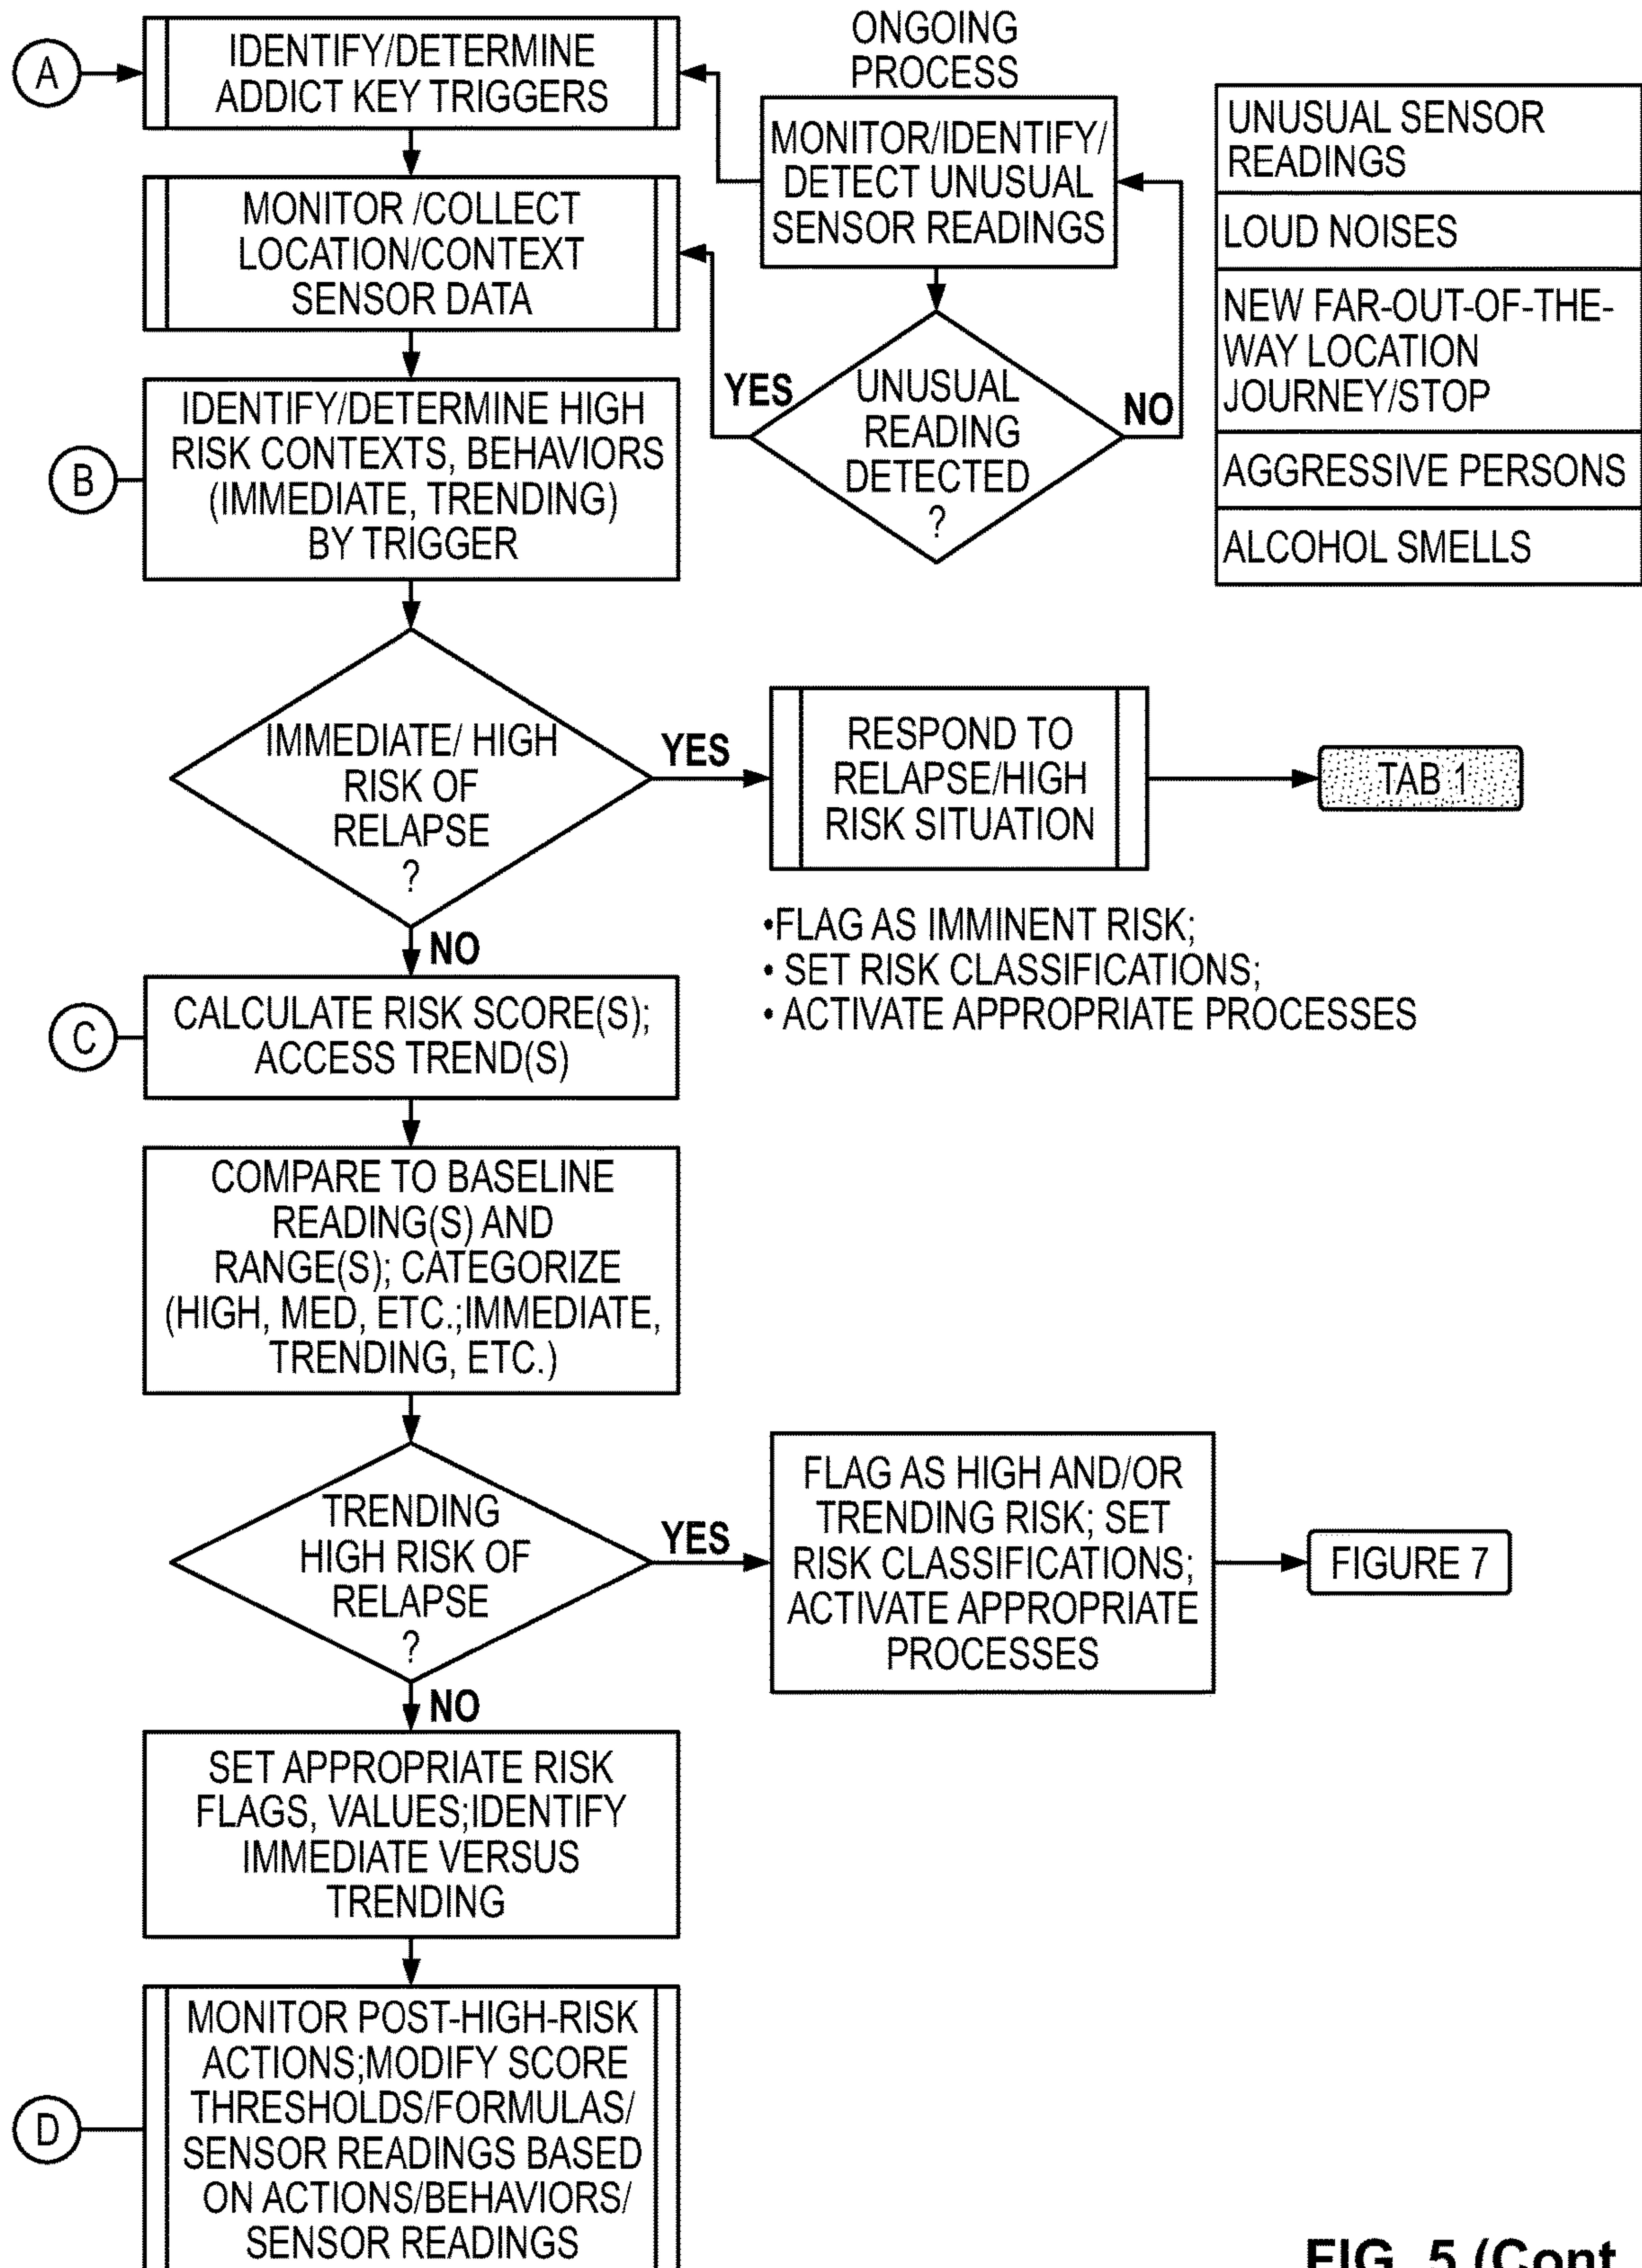 A
IDENTIFY/DETERMINE
ADDICT KEY TRIGGERS
ONGOING
PROCESS
MONITOR/IDENTIFY/
DETECT UNUSUAL
SENSOR READINGS
UNUSUAL SENSOR
READINGS
LOUD NOISES
NEW FAR-OUT-OF-THE-
WAY LOCATION
JOURNEY/STOP
AGGRESSIVE PERSONS
ALCOHOL SMELLS
MONITOR /COLLECT
LOCATION/CONTEXT
SENSOR DATA
YES
UNUSUAL
READING
DETECTED
?
NO
B
IDENTIFY/DETERMINE HIGH
RISK CONTEXTS, BEHAVIORS
(IMMEDIATE, TRENDING)
BY TRIGGER
IMMEDIATE/ HIGH
RISK OF
RELAPSE
?
YES
RESPOND TO
RELAPSE/HIGH
RISK SITUATION
TAB 1
•FLAG AS IMMINENT RISK;
• SET RISK CLASSIFICATIONS;
• ACTIVATE APPROPRIATE PROCESSES
NO
C
CALCULATE RISK SCORE(S);
ACCESS TREND(S)
COMPARE TO BASELINE
READING(S) AND
RANGE(S); CATEGORIZE
(HIGH, MED, ETC.;IMMEDIATE,
TRENDING, ETC.)
TRENDING
HIGH RISK OF
RELAPSE
?
YES
FLAG AS HIGH AND/OR
TRENDING RISK; SET
RISK CLASSIFICATIONS;
ACTIVATE APPROPRIATE
PROCESSES
FIGURE 7
NO
SET APPROPRIATE RISK
FLAGS, VALUES;IDENTIFY
IMMEDIATE VERSUS
TRENDING
D
MONITOR POST-HIGH-RISK
ACTIONS;MODIFY SCORE
THRESHOLDS/FORMULAS/
SENSOR READINGS BASED
ON ACTIONS/BEHAVIORS/
SENSOR READINGS
FIG. 5 (Cont